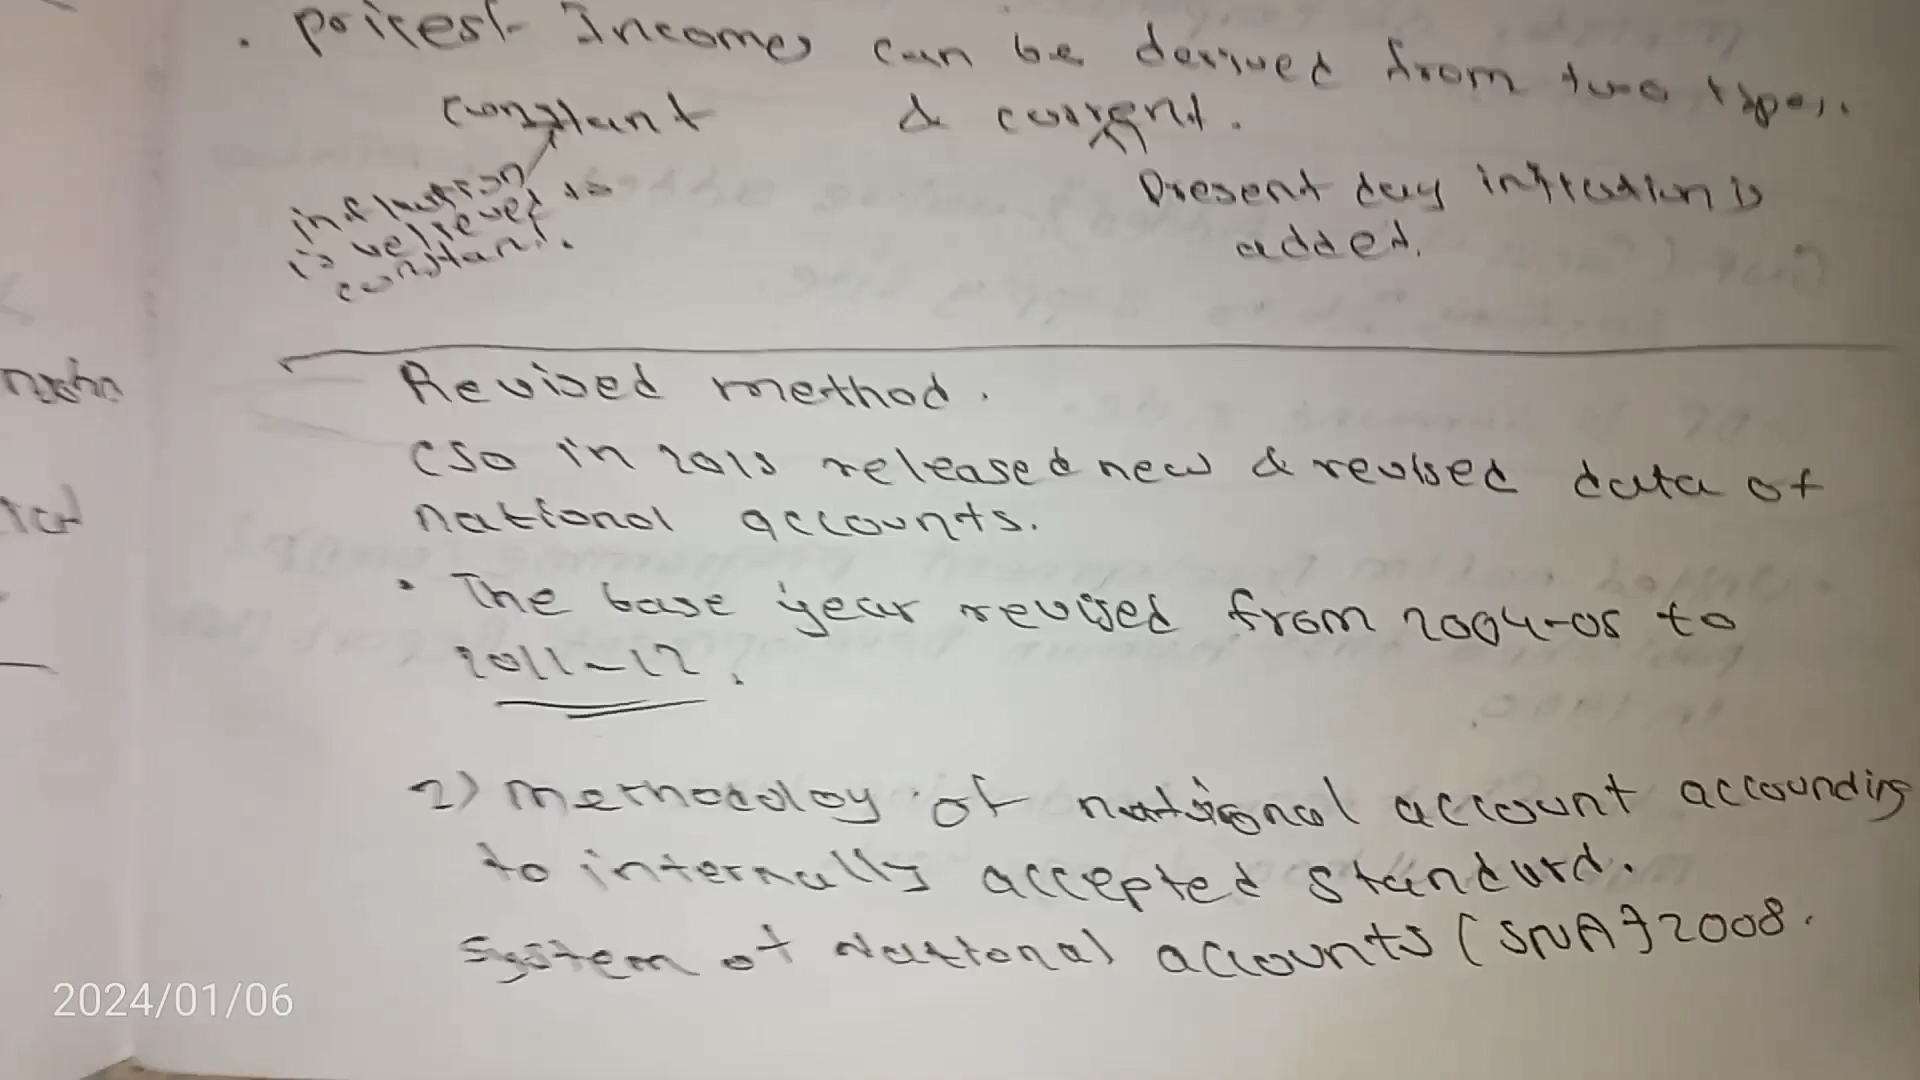 . Prices:- Incomes can be derived from two types.
constant & current.
inflation
is relieved to
constant.
Present day inflation is
added.
Revised method.
CSO in 2015 released new & revised data of
national accounts.
• The base year revised from 2004-05 to
2011-12.
2) Methodoloy of national account accounding
to internally accepted standard.
System of National accounts (SNA) 2008.
2024/01/06